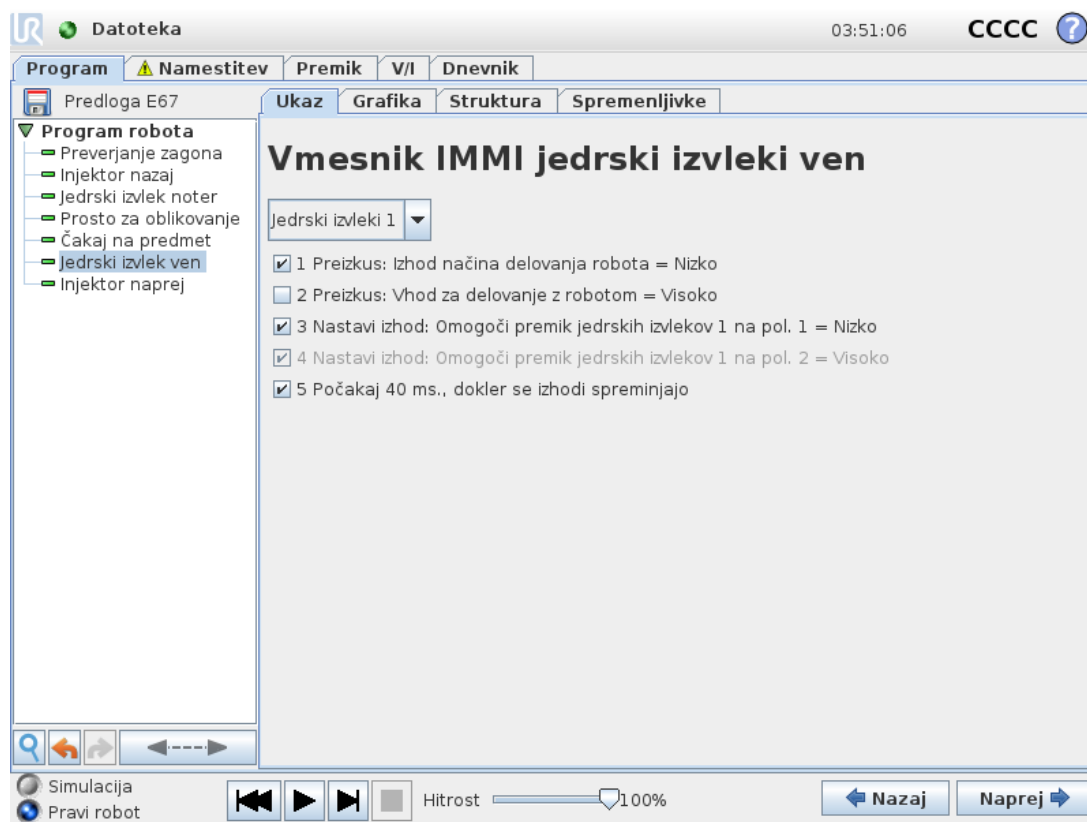 UR Datoteka 03:51:06 CCCC ?
Program Namestitev Premik V/I Dnevnik
Predloga E67
Ukaz Grafika Struktura Spremenljivke
Program robota
Preverjanje zagona
Injektor nazaj
Jedrski izvlek noter
Prosto za oblikovanje
Čakaj na predmet
Jedrski izvlek ven
Injektor naprej
Vmesnik IMMI jedrski izvleki ven
Jedrski izvleki 1
1 Preizkus: Izhod načina delovanja robota = Nizko
2 Preizkus: Vhod za delovanje z robotom = Visoko
3 Nastavi izhod: Omogoči premik jedrskih izvlekov 1 na pol. 1 = Nizko
4 Nastavi izhod: Omogoči premik jedrskih izvlekov 1 na pol. 2 = Visoko
5 Počakaj 40 ms., dokler se izhodi spreminjajo
Simulacija
Pravi robot
Hitrost 100%
Nazaj Naprej